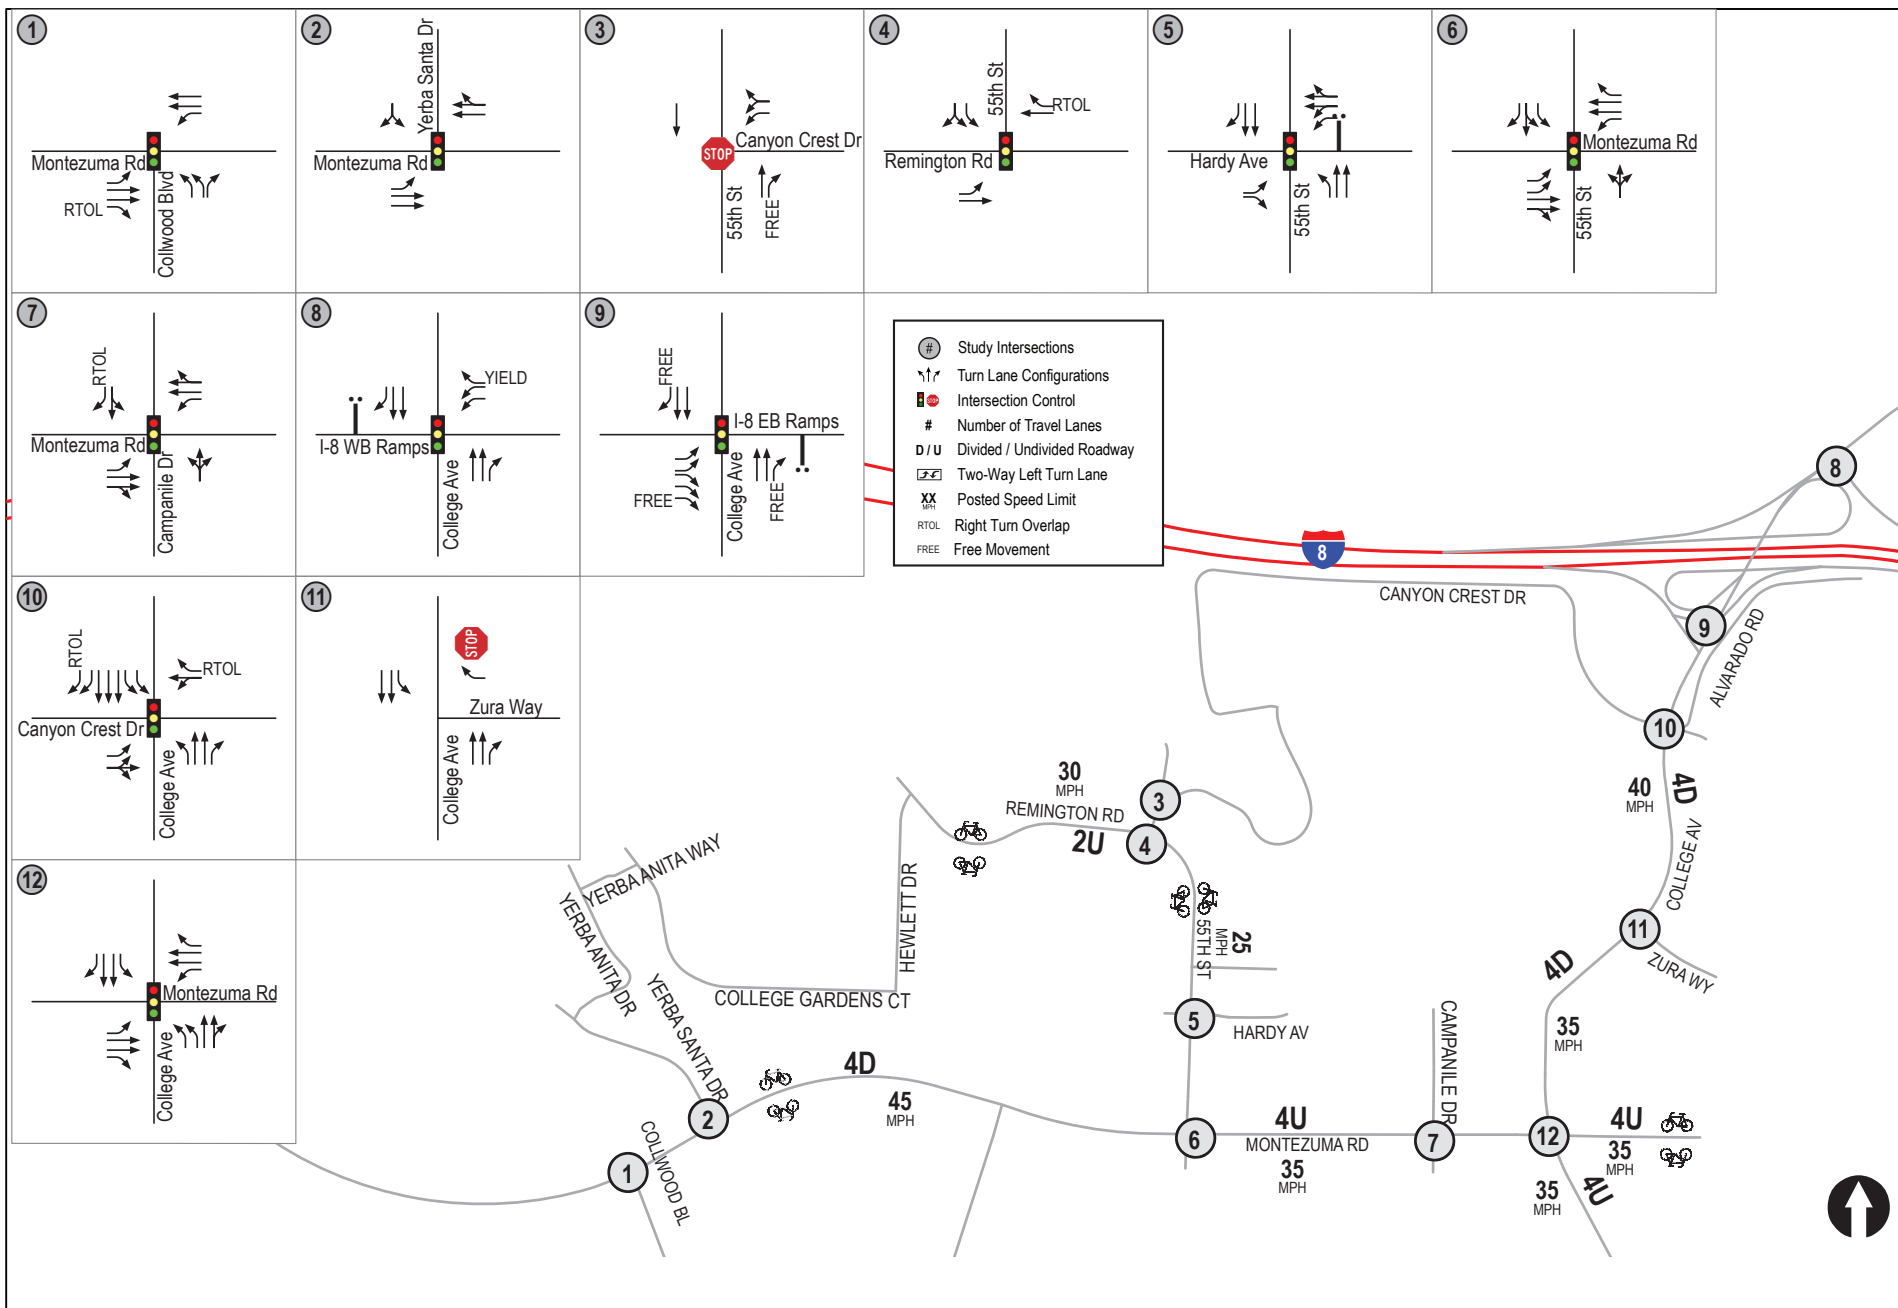 1
Montezuma Rd
Collwood Blvd
RTOL
2
Yerba Santa Dr
Montezuma Rd
3
STOP
Canyon Crest Dr
55th St
FREE
4
55th St
RTOL
Remington Rd
5
Hardy Ave
55th St
6
Montezuma Rd
55th St
7
RTOL
Montezuma Rd
Campanile Dr
8
YIELD
I-8 WB Ramps
College Ave
9
FREE
I-8 EB Ramps
FREE
College Ave
FREE
# Study Intersections
Turn Lane Configurations
STOP Intersection Control
# Number of Travel Lanes
D / U Divided / Undivided Roadway
Two-Way Left Turn Lane
XX MPH Posted Speed Limit
RTOL Right Turn Overlap
FREE Free Movement
10
RTOL
RTOL
Canyon Crest Dr
College Ave
11
STOP
Zura Way
College Ave
12
Montezuma Rd
College Ave
8
8
CANYON CREST DR
9
ALVARADO RD
10
40
MPH
4D
COLLEGE AV
30
MPH
REMINGTON RD
2U
3
4
HEWLETT DR
YERBA ANITA WAY
YERBA ANITA DR
YERBA SANTA DR
COLLEGE GARDENS CT
25
MPH
55TH ST
11
ZURA WY
4D
5
HARDY AV
CAMPANILE DR
35
MPH
4D
45
MPH
2
1
COLLWOOD BL
6
4U
MONTEZUMA RD
35
MPH
7
12
4U
35
MPH
35
MPH
4U